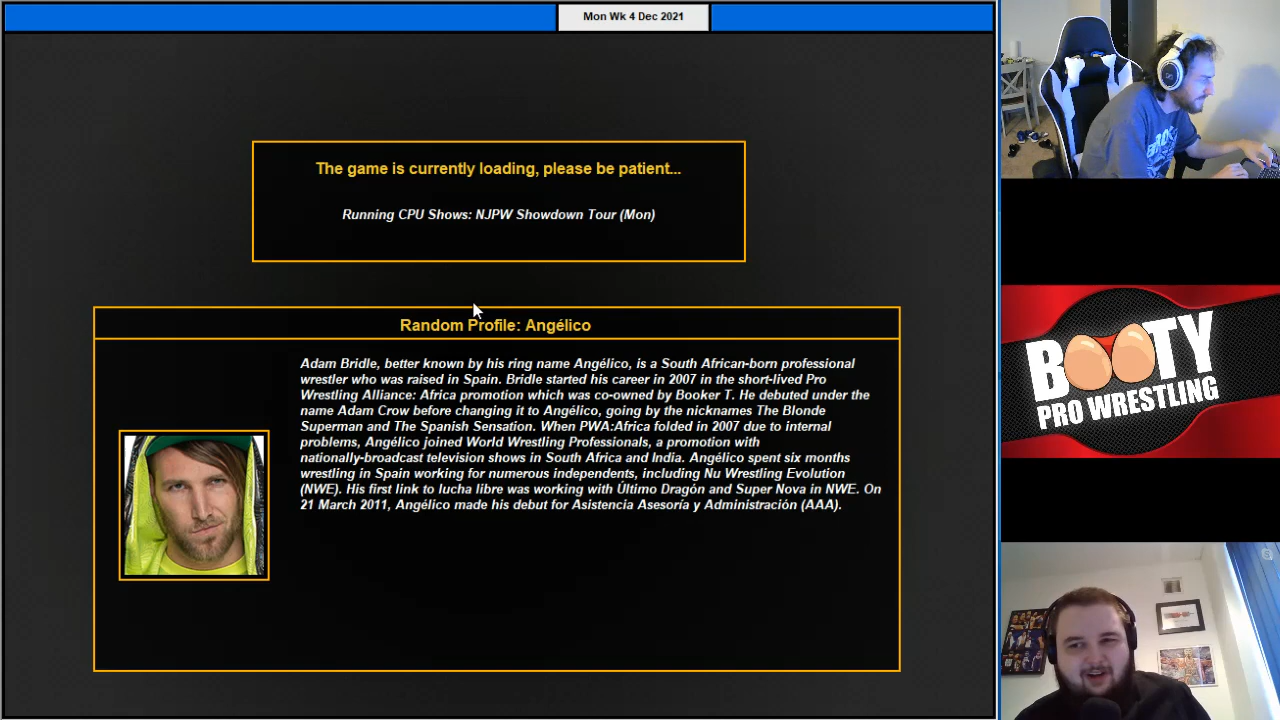 Mon Wk 4 Dec 2021
The game is currently loading, please be patient...
Running CPU Shows: NJPW Showdown Tour (Mon)
Random Profile: Angélico
Adam Bridle, better known by his ring name Angélico, is a South African-born professional
wrestler who was raised in Spain. Bridle started his career in 2007 in the short-lived Pro
Wrestling Alliance: Africa promotion which was co-owned by Booker T. He debuted under the
name Adam Crow before changing it to Angélico, going by the nicknames The Blonde
Superman and The Spanish Sensation. When PWA:Africa folded in 2007 due to internal
problems, Angélico joined World Wrestling Professionals, a promotion with
nationally-broadcast television shows in South Africa and India. Angélico spent six months
wrestling in Spain working for numerous independents, including Nu Wrestling Evolution
(NWE). His first link to lucha libre was working with Último Dragón and Super Nova in NWE. On
21 March 2011, Angélico made his debut for Asistencia Asesoría y Administración (AAA).
BOOTY
PRO WRESTLING